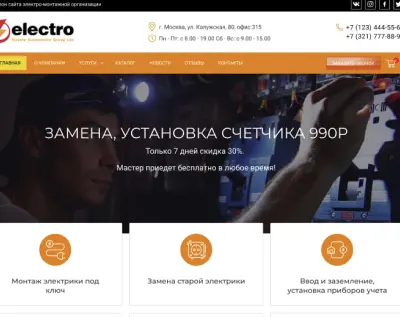 лон сайта электро-монтажной организации
electro
г. Москва, ул. Калужская, 80, офис 315
Пн - Пт: с 8.00 - 19.00 Сб - Вс: с 9.00 - 15.00
+7 (123) 444-55-6
+7 (321) 777-88-9
ГЛАВНАЯ О КОМПАНИИ УСЛУГИ КАТАЛОГ НОВОСТИ ОТЗЫВЫ КОНТАКТЫ
ЗАКАЗАТЬ ЗВОНОК
ЗАМЕНА, УСТАНОВКА СЧЕТЧИКА 990Р
Только 7 дней скидка 30%.
Мастер приедет бесплатно в любое время!
Монтаж электрики под
ключ
Замена старой электрики
Ввод и заземление,
установка приборов учета